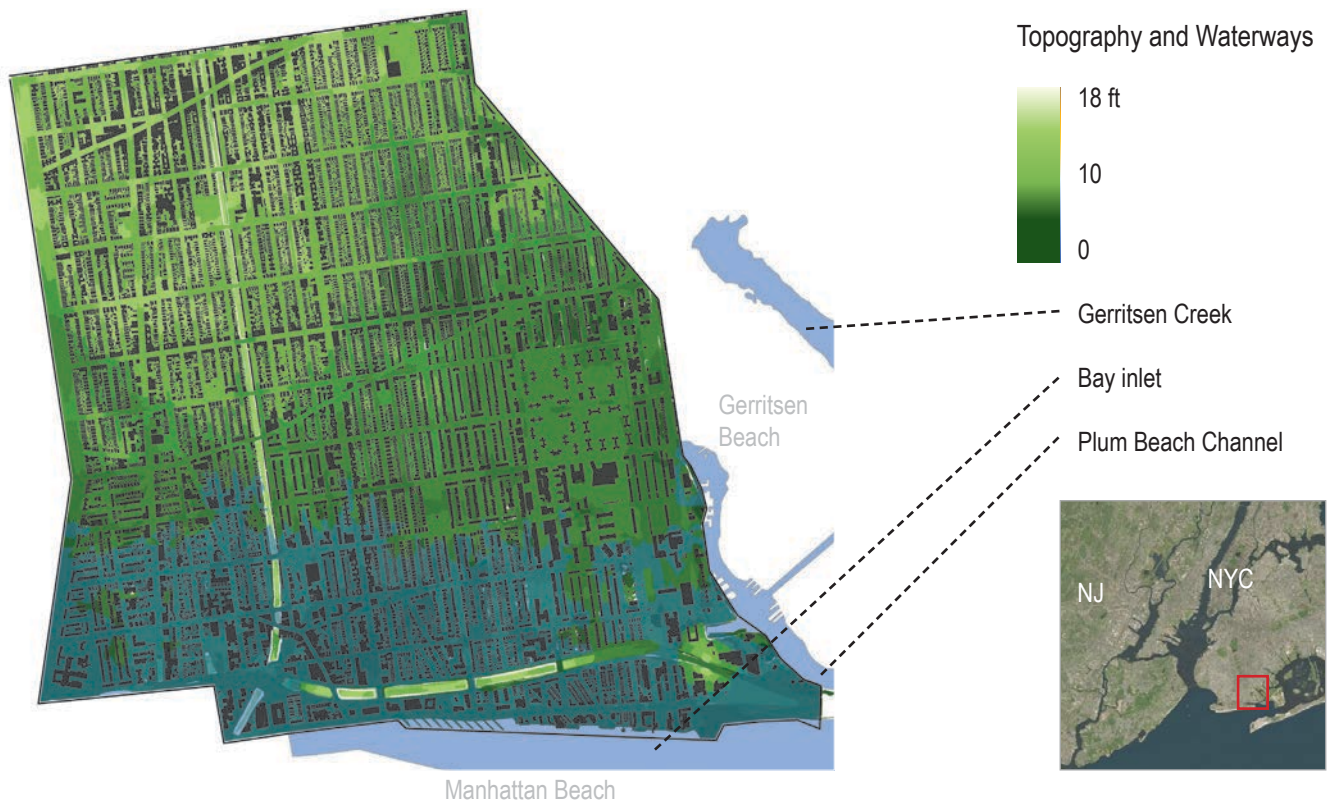 Topography and Waterways
18 ft
10
0
Gerritsen Creek
Bay inlet
Gerritsen
Beach
Plum Beach Channel
NJ
NYC
Manhattan Beach